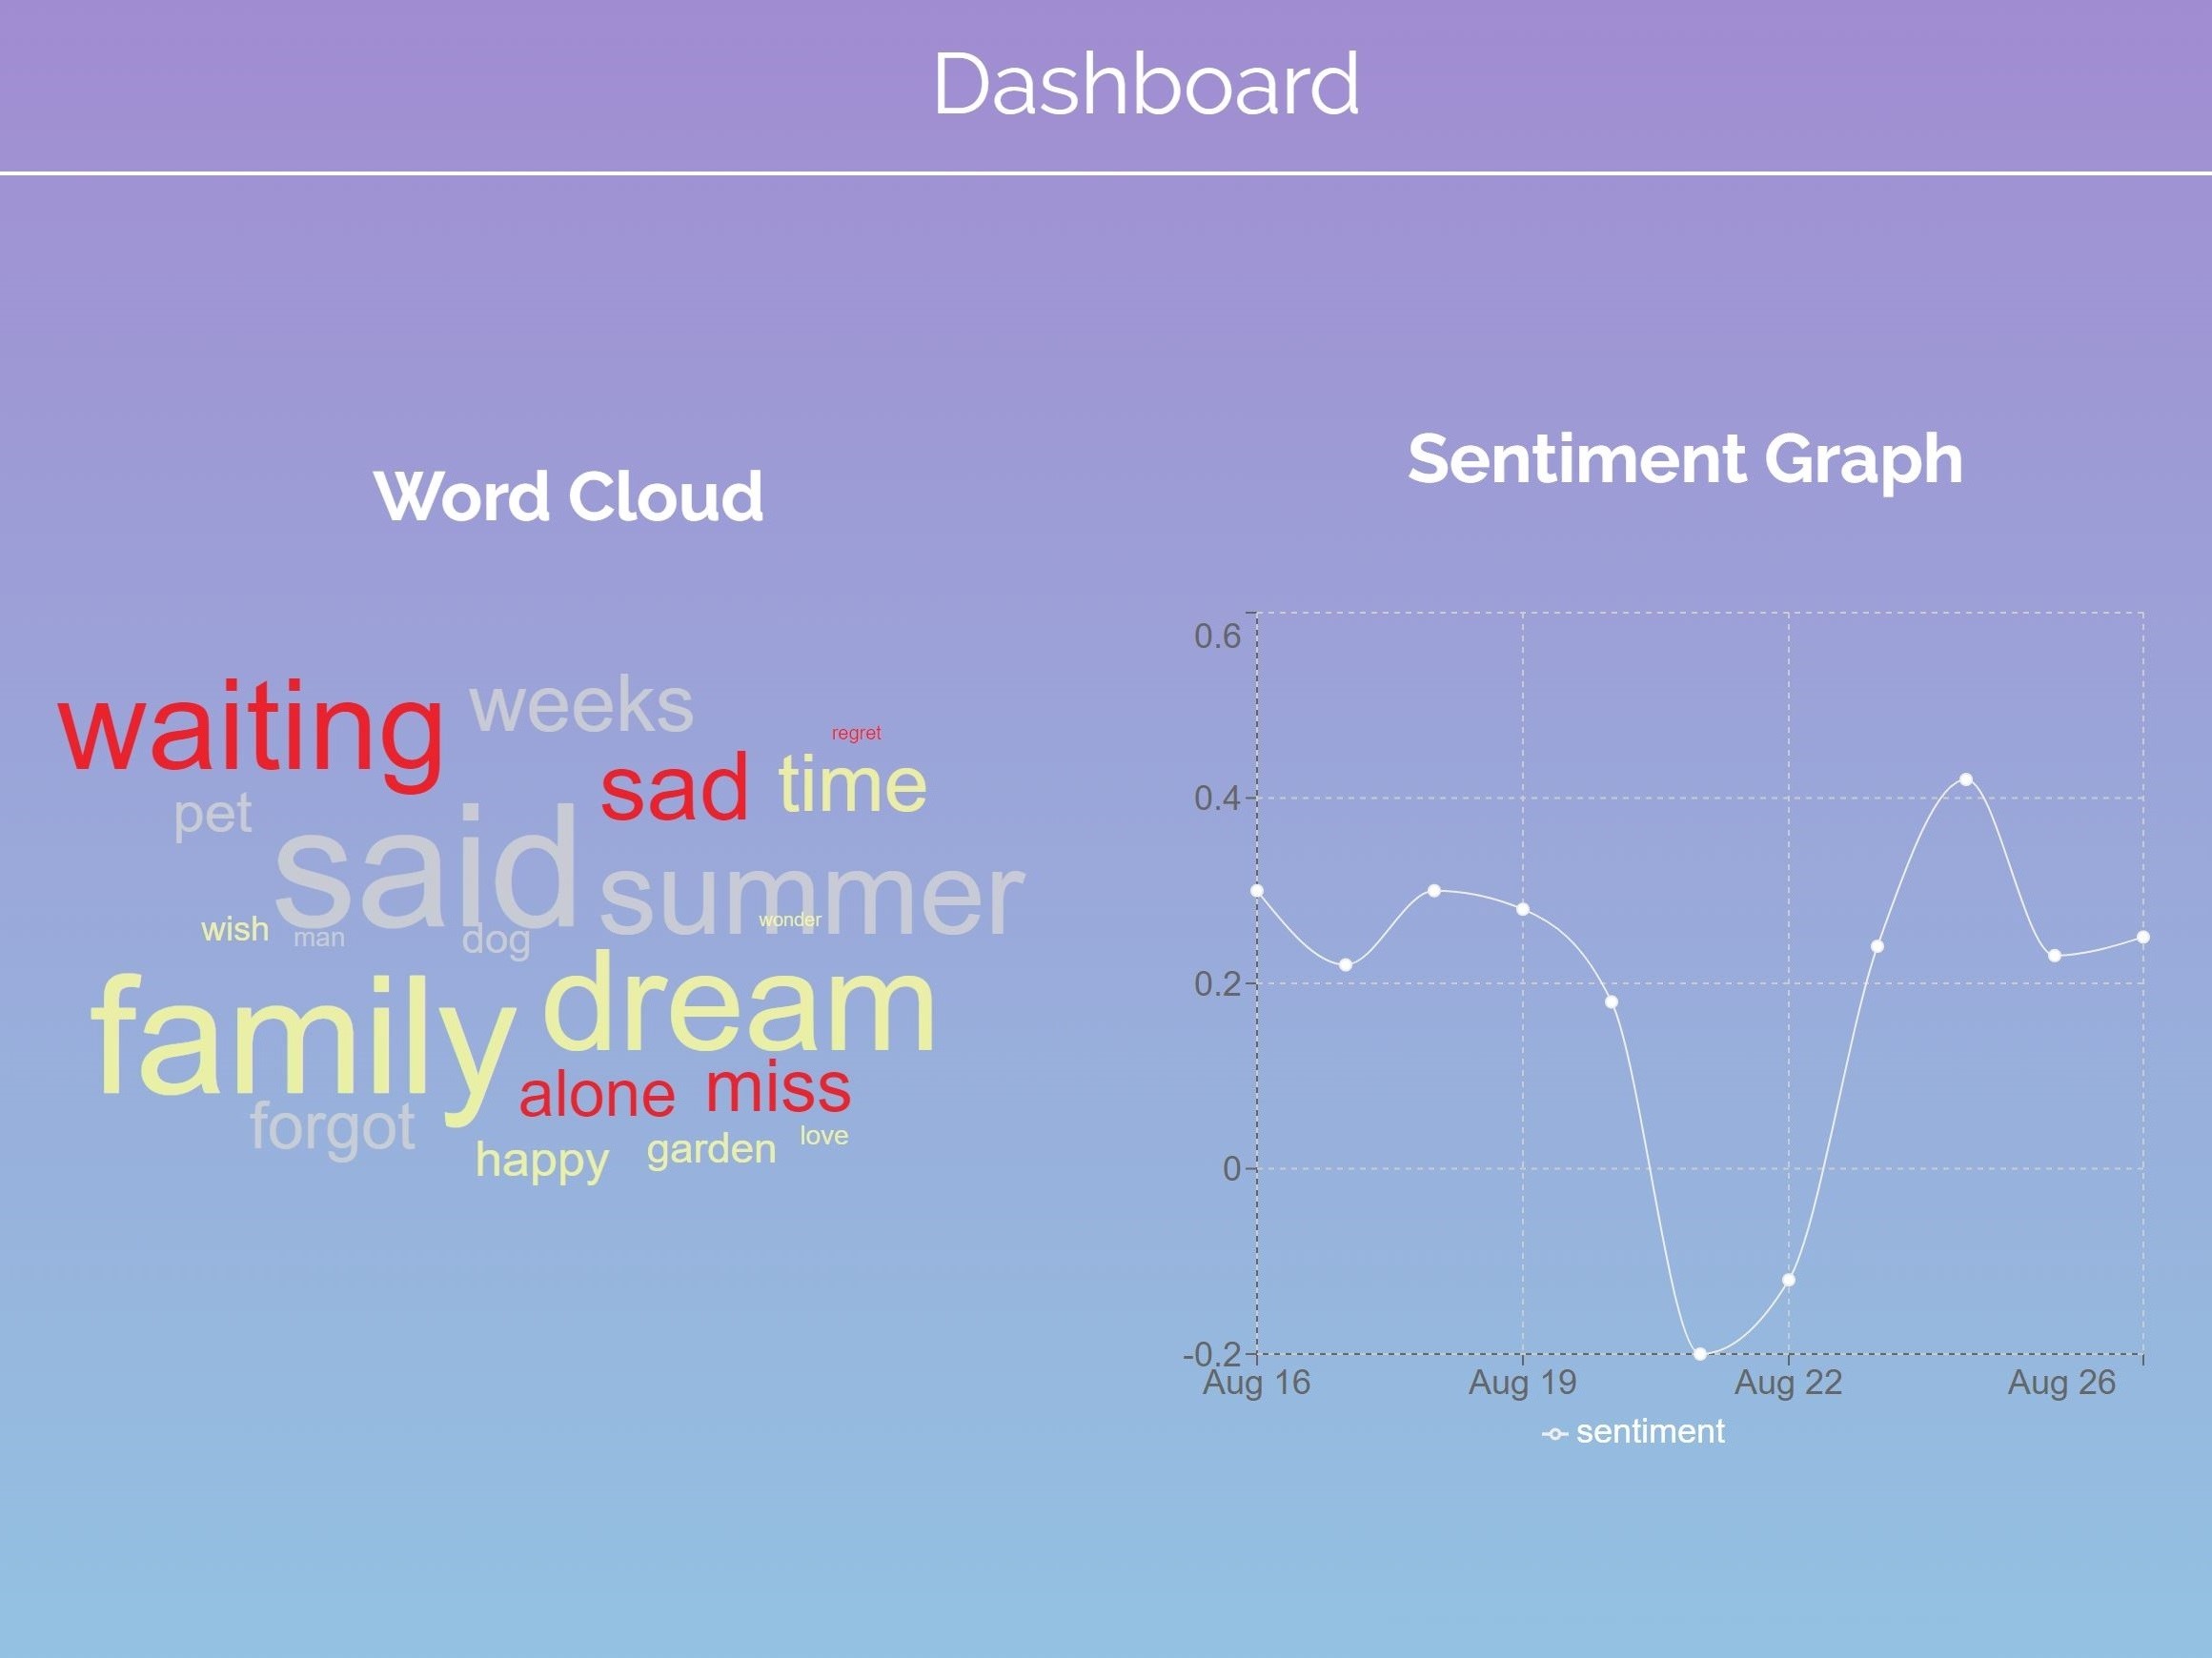 Dashboard
Word Cloud
waiting
weeks
regret
sad
time
pet
said
summer
wonder
wish
man
dog
family
dream
alone
miss
forgot
happy
garden
love
Sentiment Graph
0.6
0.4
0.2
0
-0.2
Aug 16 Aug 19 Aug 22 Aug 26
sentiment